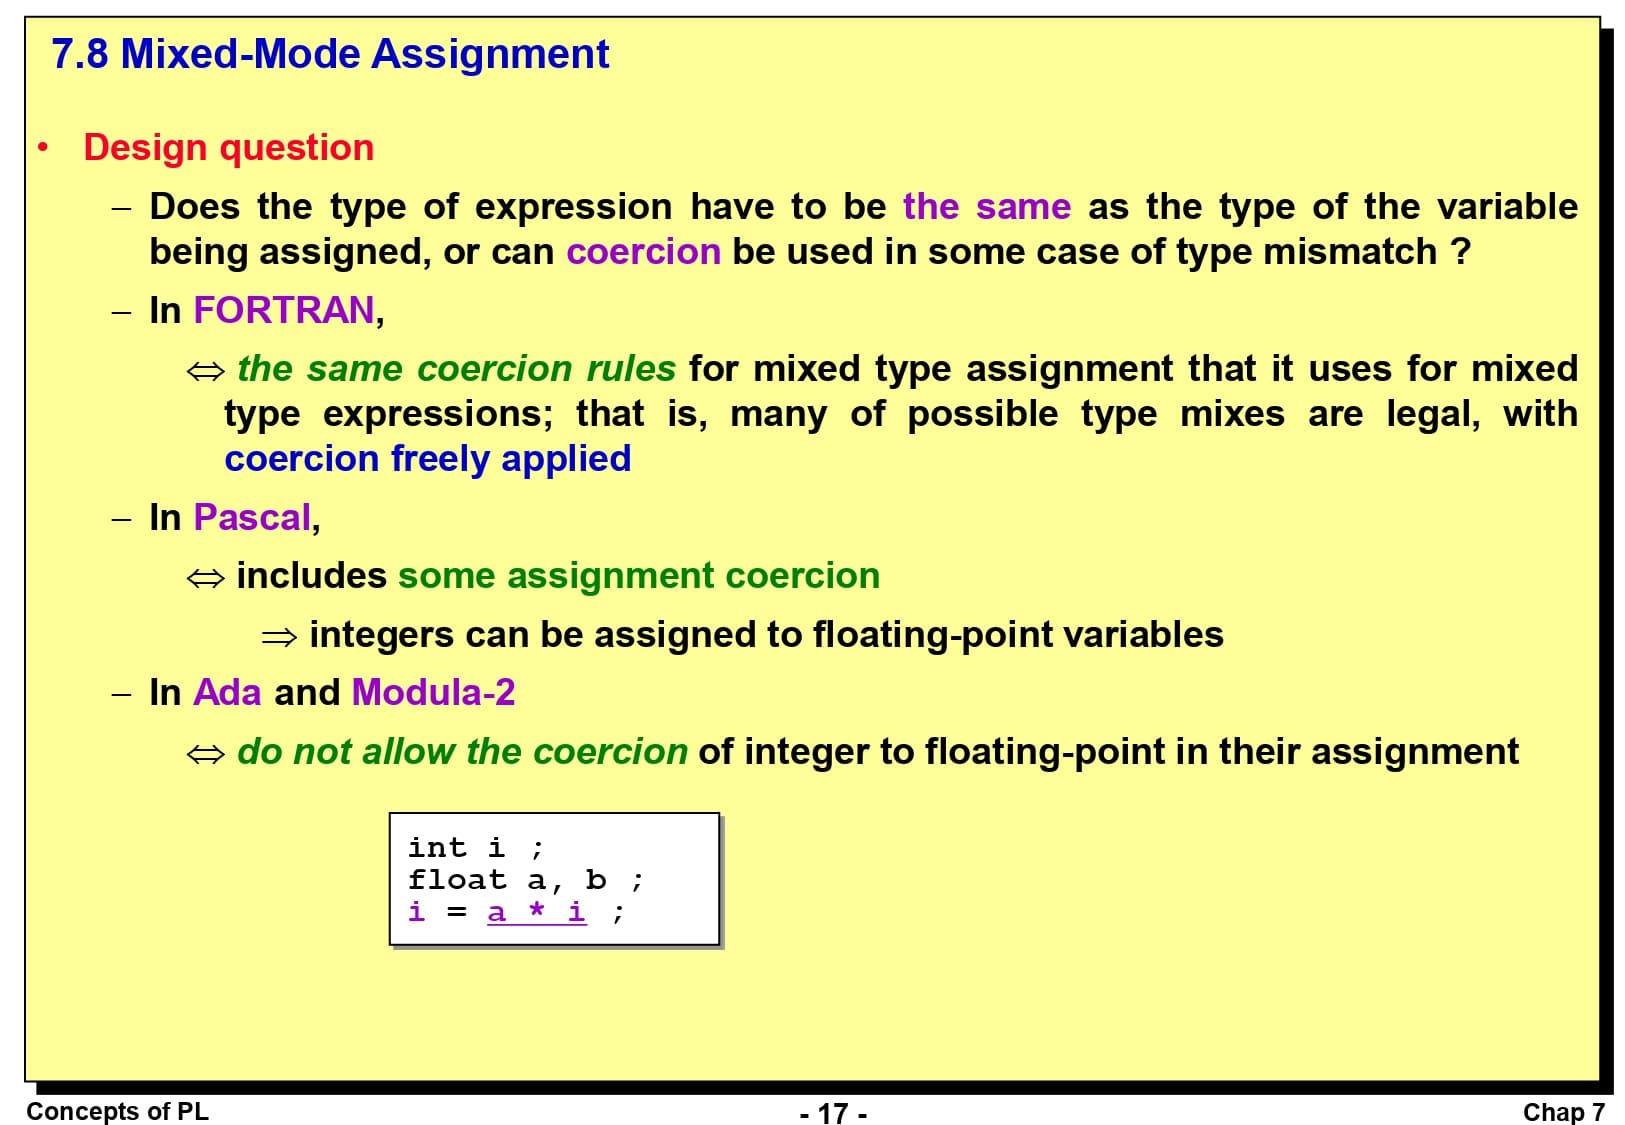 7.8 Mixed-Mode Assignment
• Design question
– Does the type of expression have to be the same as the type of the variable
being assigned, or can coercion be used in some case of type mismatch ?
– In FORTRAN,
⇔ the same coercion rules for mixed type assignment that it uses for mixed
type expressions; that is, many of possible type mixes are legal, with
coercion freely applied
– In Pascal,
⇔ includes some assignment coercion
⇒ integers can be assigned to floating-point variables
– In Ada and Modula-2
⇔ do not allow the coercion of integer to floating-point in their assignment
int i ;
float a, b ;
i = a * i ;
Concepts of PL
- 17 -
Chap 7